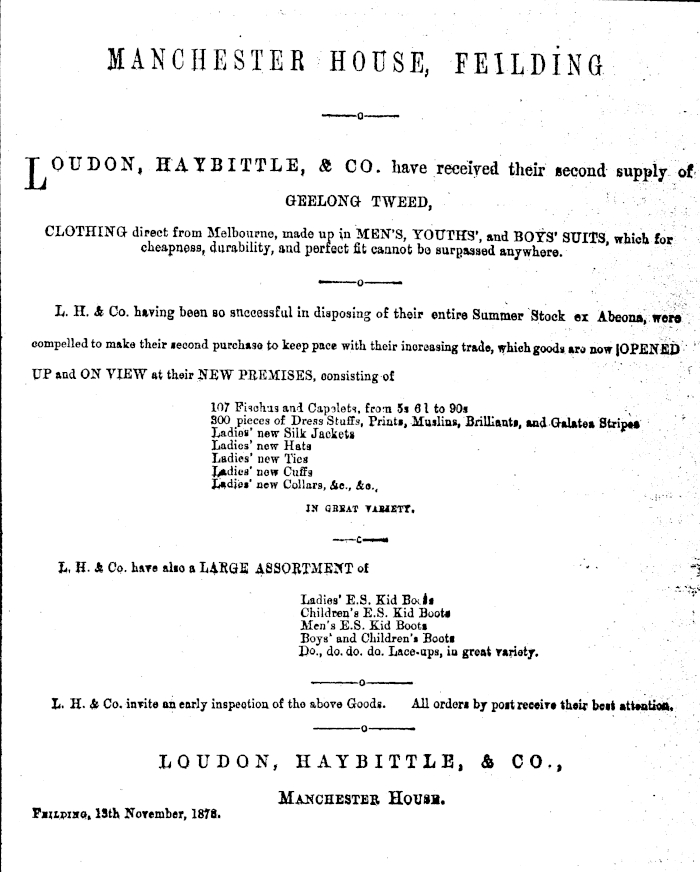 MANCHESTER HOUSE, FEILDING
LOUDON, HAYBITTLE, & CO. have received their second supply of
GEELONG TWEED,
CLOTHING direct from Melbourne, made up in MEN'S, YOUTHS', and BOYS' SUITS, which for
cheapness, durability, and perfect fit cannot be surpassed anywhere.
L. H. & Co. having been so successful in disposing of their entire Summer Stock ex Abeona, were
compelled to make their second purchase to keep pace with their increasing trade, which goods are now OPENED
UP and ON VIEW at their NEW PREMISES, consisting of
107 Fischus and Capolets, from 5s 6d to 90s
300 pieces of Dress Stuffs, Prints, Muslins, Brilliants, and Galatea Stripes
Ladies' new Silk Jackets
Ladies' new Hats
Ladies' new Ties
Ladies' new Cuffs
Ladies' new Collars, &c., &c.,
IN GREAT VARIETY.
L. H. & Co. have also a LARGE ASSORTMENT of
Ladies' E.S. Kid Boots
Children's E.S. Kid Boots
Men's E.S. Kid Boots
Boys' and Children's Boots
Do., do. do. do. Lace-ups, in great variety.
L. H. & Co. invite an early inspection of the above Goods. All orders by post receive their best attention.
LOUDON, HAYBITTLE, & CO.,
MANCHESTER HOUSE.
FEILDING, 13th November, 1878.